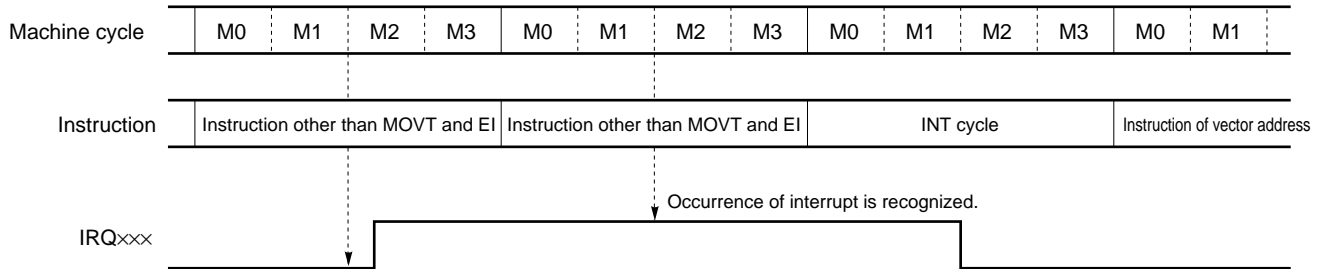 Machine cycle M0 M1 M2 M3 M0 M1 M2 M3 M0 M1 M2 M3 M0 M1
Instruction Instruction other than MOVT and EI Instruction other than MOVT and EI INT cycle Instruction of vector address
Occurrence of interrupt is recognized.
IRQ×××